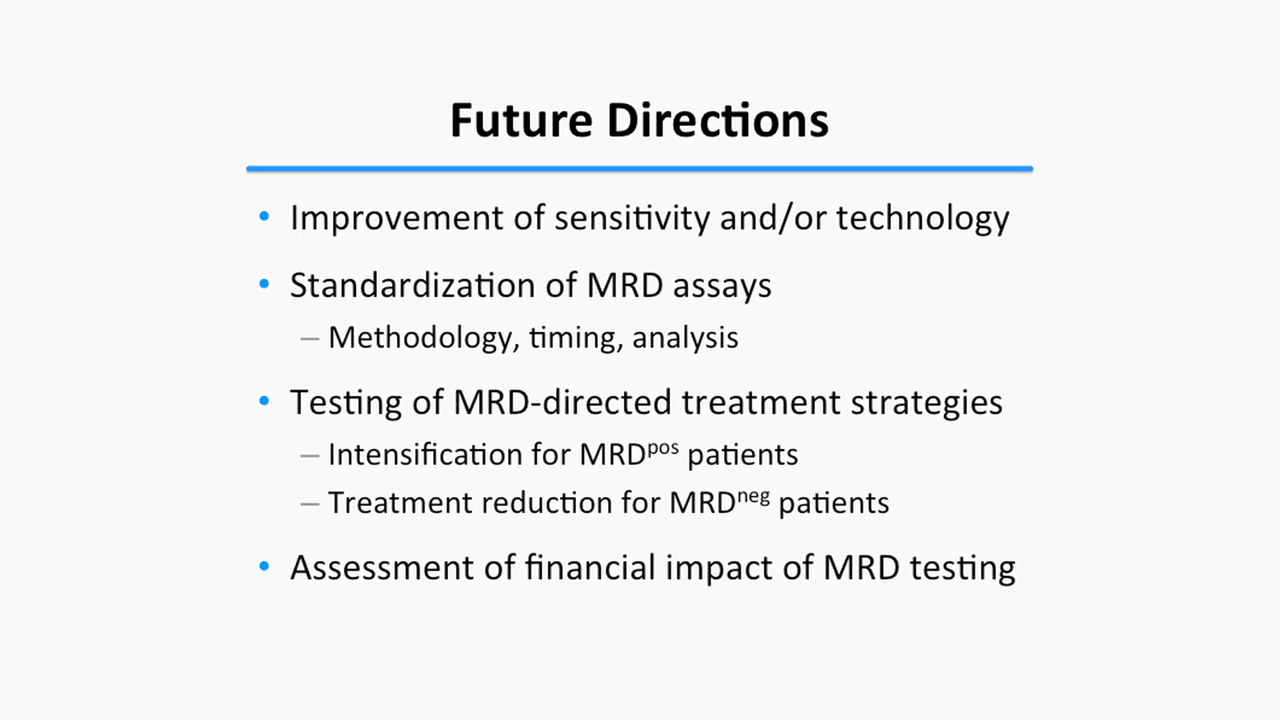 Future Directions
• Improvement of sensitivity and/or technology
• Standardization of MRD assays
– Methodology, timing, analysis
• Testing of MRD-directed treatment strategies
– Intensification for MRDpos patients
– Treatment reduction for MRDneg patients
• Assessment of financial impact of MRD testing